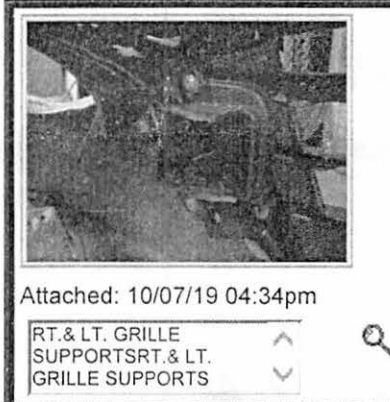 Attached: 10/07/19 04:34pm
RT.& LT. GRILLE
SUPPORTSRT.& LT.
GRILLE SUPPORTS